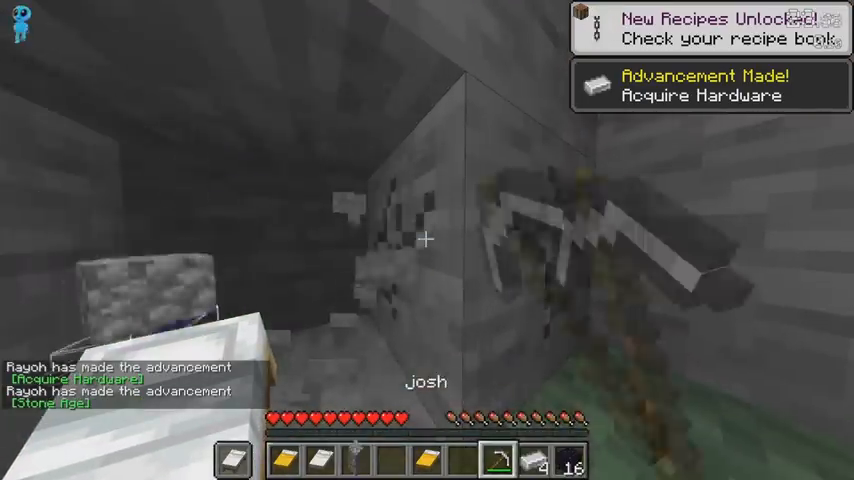 New Recipes Unlocked!
Check your recipe book
Advancement Made!
Acquire Hardware
Rayoh has made the advancement
[Acquire Hardware]
Rayoh has made the advancement
[Stone Age]
josh
4
16